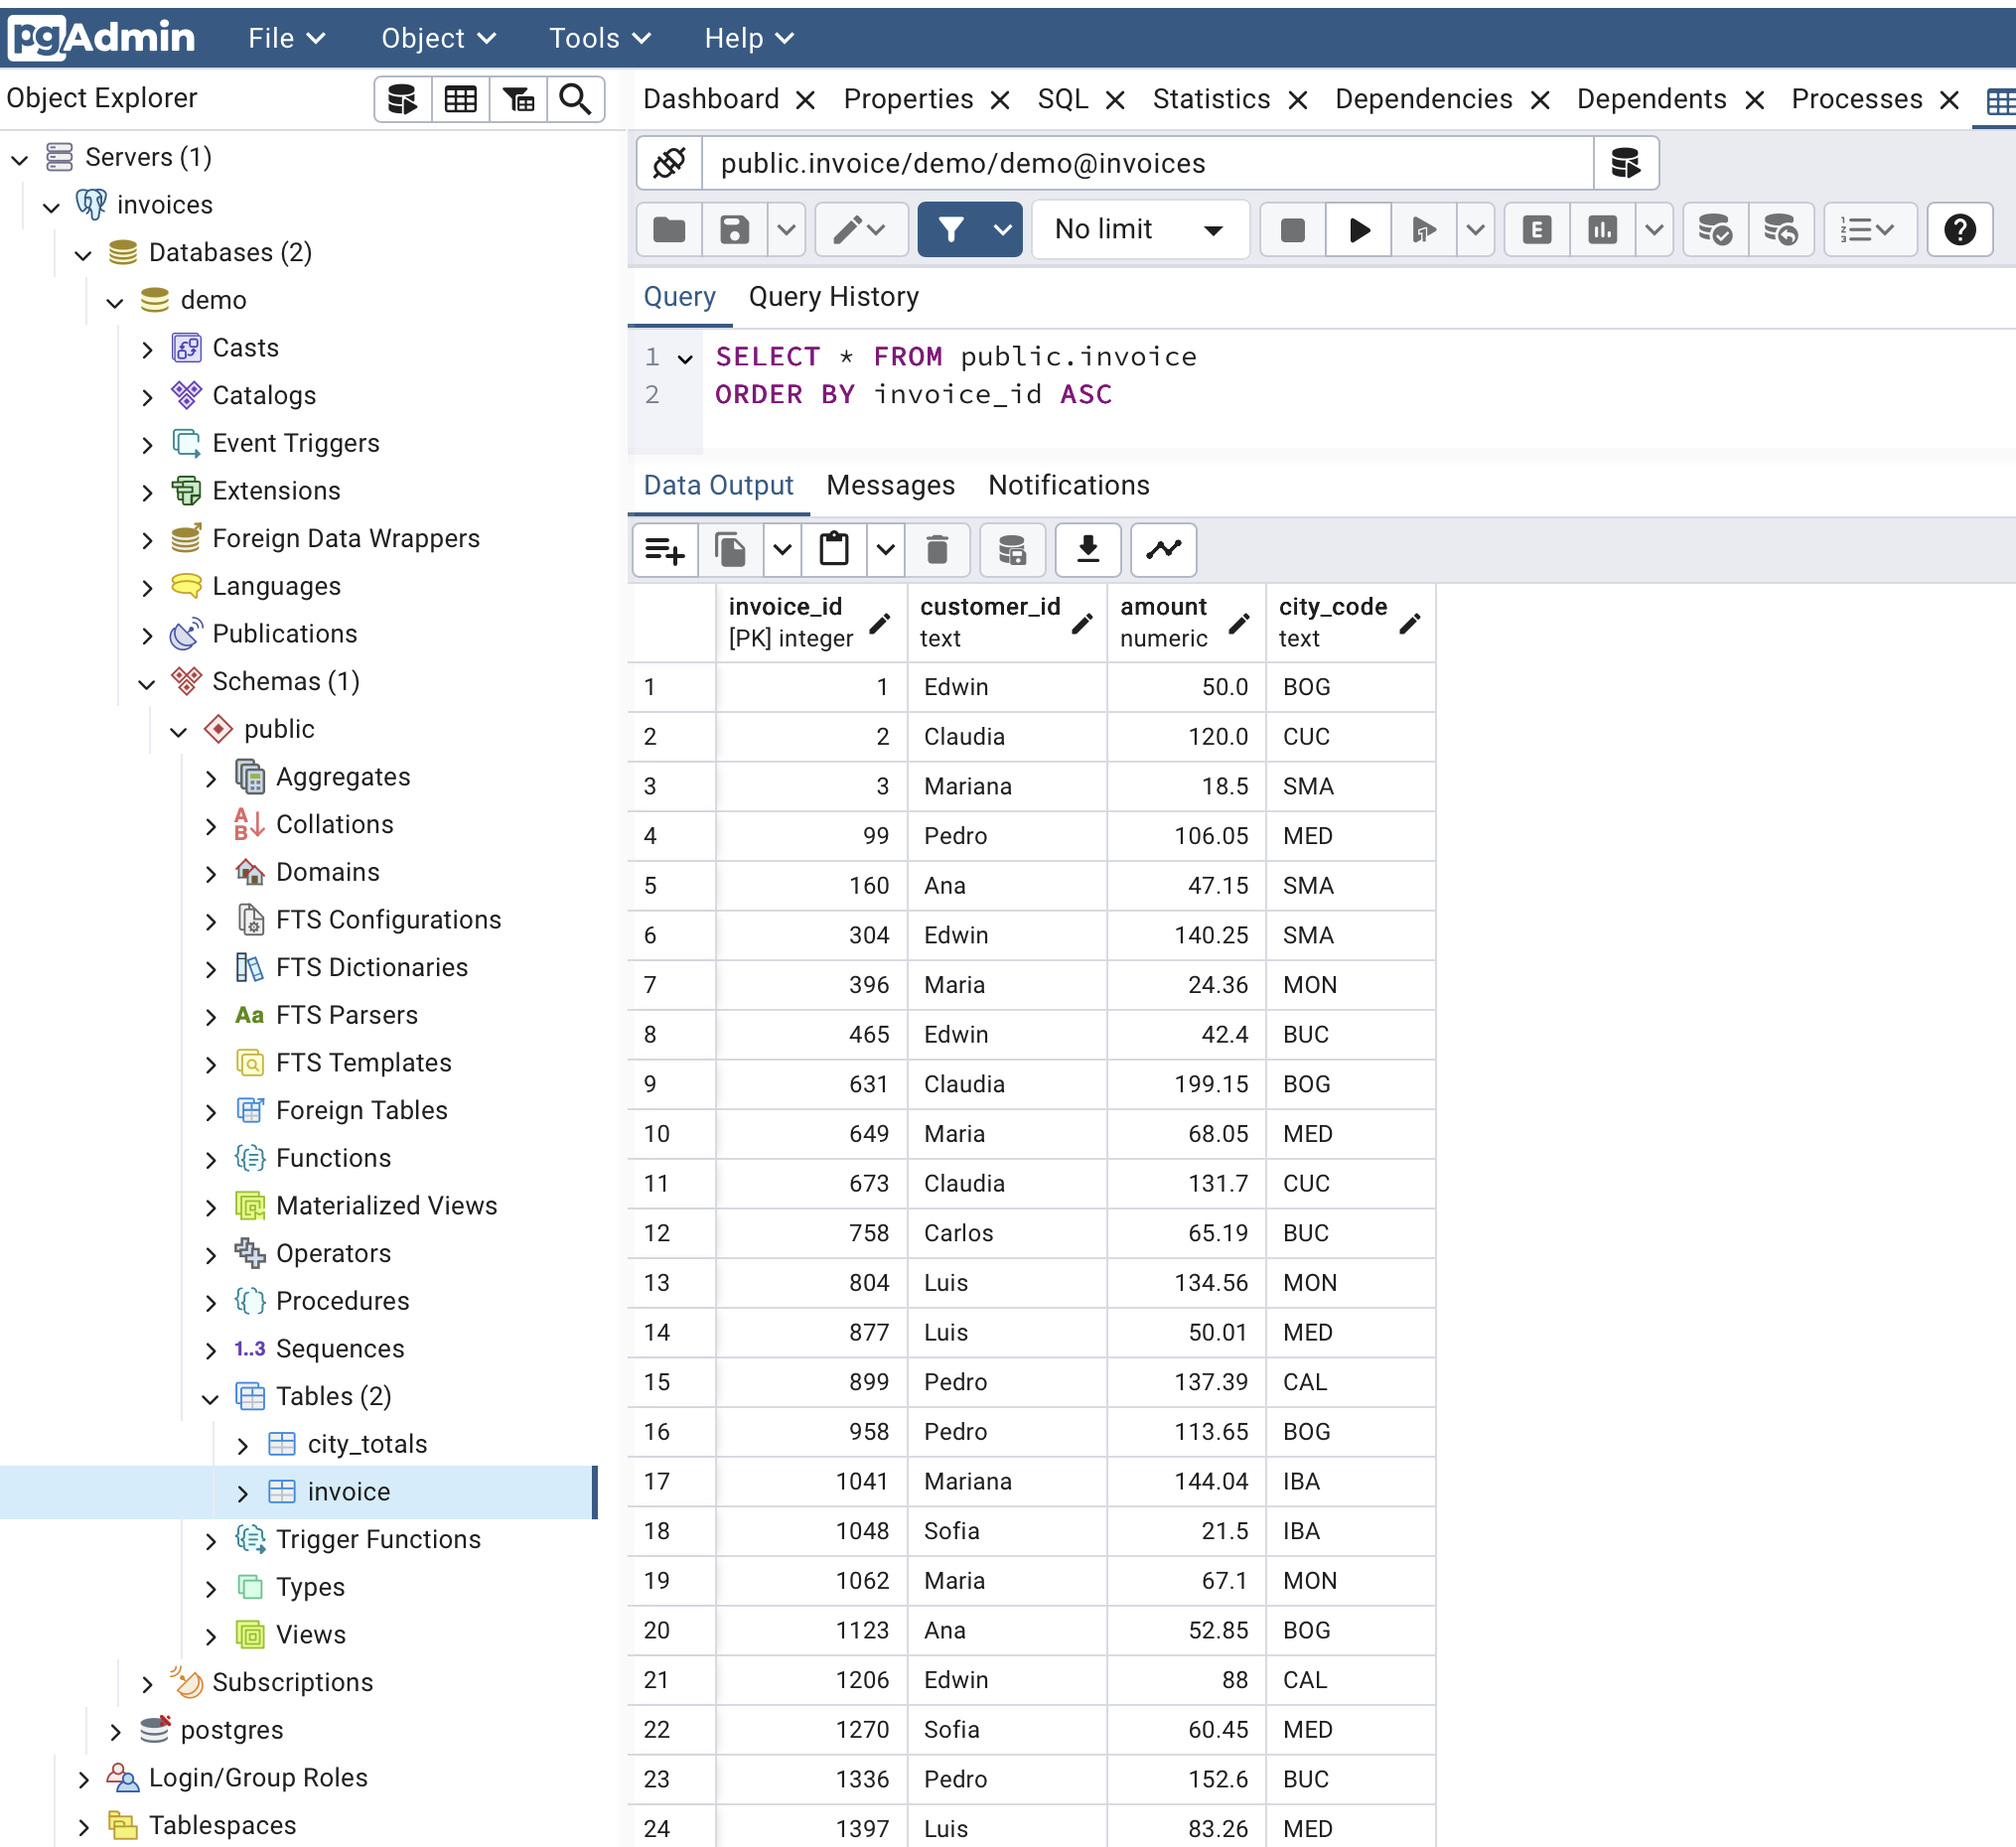 pgAdmin File Object Tools Help
Object Explorer
Servers (1)
invoices
Databases (2)
demo
Casts
Catalogs
Event Triggers
Extensions
Foreign Data Wrappers
Languages
Publications
Schemas (1)
public
Aggregates
Collations
Domains
FTS Configurations
FTS Dictionaries
Aa FTS Parsers
FTS Templates
Foreign Tables
Functions
Materialized Views
Operators
Procedures
1..3 Sequences
Tables (2)
city_totals
invoice
Trigger Functions
Types
Views
Subscriptions
postgres
Login/Group Roles
Tablespaces
Dashboard Properties SQL Statistics Dependencies Dependents Processes
public.invoice/demo/demo@invoices
No limit E
Query Query History
1 SELECT * FROM public.invoice
2 ORDER BY invoice_id ASC
Data Output Messages Notifications
invoice_id customer_id amount city_code
[PK] integer text numeric text
1 1 Edwin 50.0 BOG
2 2 Claudia 120.0 CUC
3 3 Mariana 18.5 SMA
4 99 Pedro 106.05 MED
5 160 Ana 47.15 SMA
6 304 Edwin 140.25 SMA
7 396 Maria 24.36 MON
8 465 Edwin 42.4 BUC
9 631 Claudia 199.15 BOG
10 649 Maria 68.05 MED
11 673 Claudia 131.7 CUC
12 758 Carlos 65.19 BUC
13 804 Luis 134.56 MON
14 877 Luis 50.01 MED
15 899 Pedro 137.39 CAL
16 958 Pedro 113.65 BOG
17 1041 Mariana 144.04 IBA
18 1048 Sofia 21.5 IBA
19 1062 Maria 67.1 MON
20 1123 Ana 52.85 BOG
21 1206 Edwin 88 CAL
22 1270 Sofia 60.45 MED
23 1336 Pedro 152.6 BUC
24 1397 Luis 83.26 MED